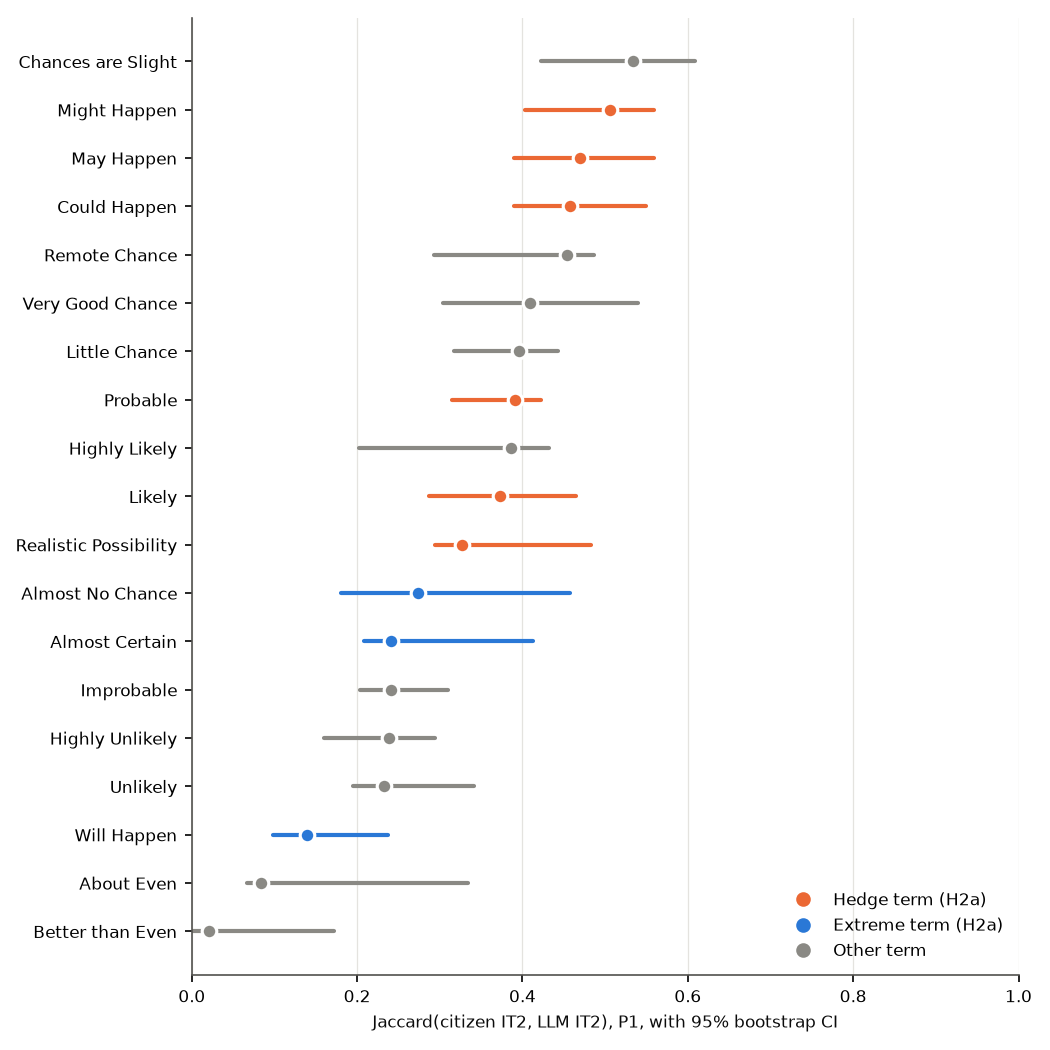 Chances are Slight
Might Happen
May Happen
Could Happen
Remote Chance
Very Good Chance
Little Chance
Probable
Highly Likely
Likely
Realistic Possibility
Almost No Chance
Almost Certain
Improbable
Highly Unlikely
Unlikely
Will Happen
About Even
Better than Even
Hedge term (H2a)
Extreme term (H2a)
Other term
0.0 0.2 0.4 0.6 0.8 1.0
Jaccard(citizen IT2, LLM IT2), P1, with 95% bootstrap CI